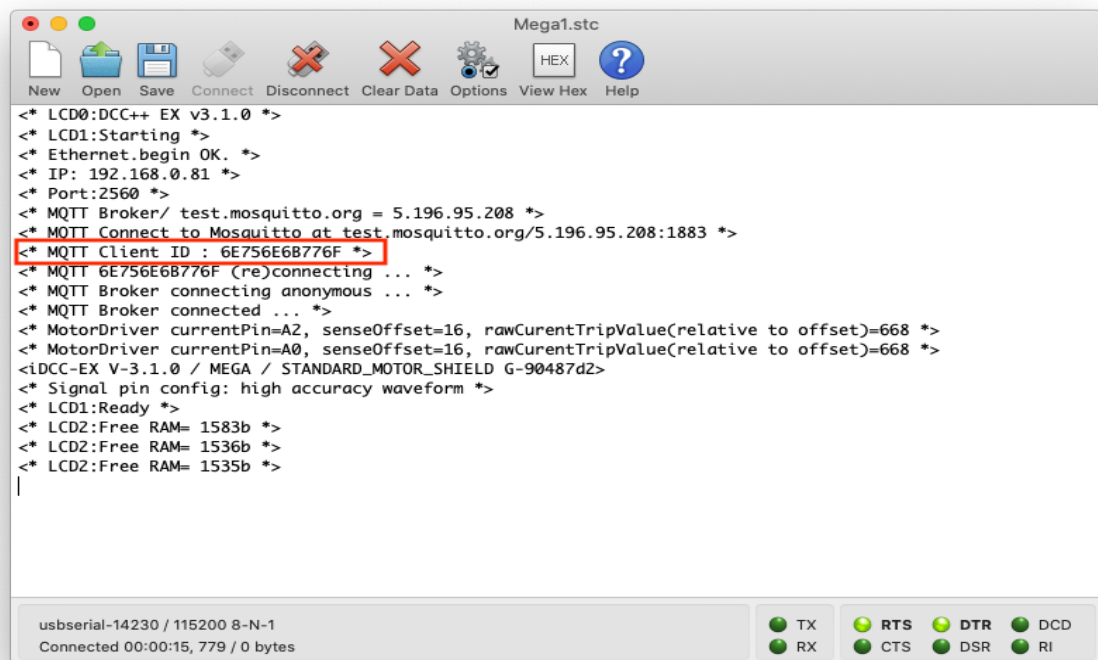 Mega1.stc
HEX
New Open Save Connect Disconnect Clear Data Options View Hex Help
<* LCD0:DCC++ EX v3.1.0 *>
<* LCD1:Starting *>
<* Ethernet.begin OK. *>
<* IP: 192.168.0.81 *>
<* Port:2560 *>
<* MQTT Broker/ test.mosquitto.org = 5.196.95.208 *>
<* MQTT Connect to Mosquitto at test.mosquitto.org/5.196.95.208:1883 *>
<* MQTT Client ID : 6E756E6B776F *>
<* MQTT 6E756E6B776F (re)connecting ... *>
<* MQTT Broker connecting anonymous ... *>
<* MQTT Broker connected ... *>
<* MotorDriver currentPin=A2, senseOffset=16, rawCurentTripValue(relative to offset)=668 *>
<* MotorDriver currentPin=A0, senseOffset=16, rawCurentTripValue(relative to offset)=668 *>
<iDCC-EX V-3.1.0 / MEGA / STANDARD_MOTOR_SHIELD G-90487d2>
<* Signal pin config: high accuracy waveform *>
<* LCD1:Ready *>
<* LCD2:Free RAM= 1583b *>
<* LCD2:Free RAM= 1536b *>
<* LCD2:Free RAM= 1535b *>
usbserial-14230 / 115200 8-N-1 TX RTS DTR DCD
Connected 00:00:15, 779 / 0 bytes RX CTS DSR RI